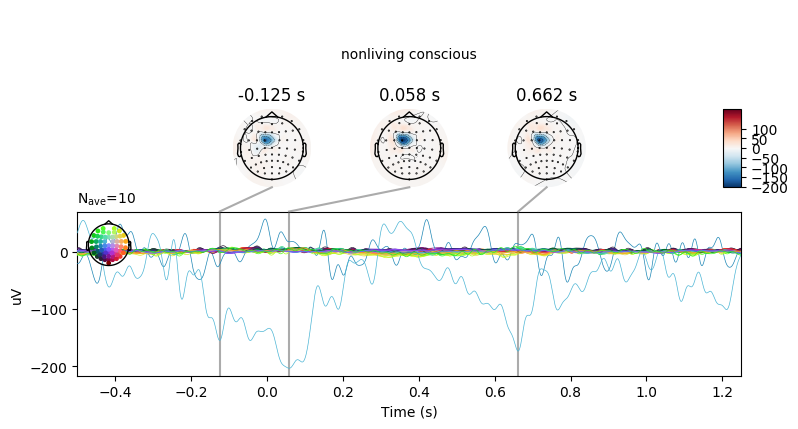 nonliving conscious
-0.125 s 0.058 s 0.662 s
100
50
0
−50
−100
−150
−200
Nave=10
0
−100
−200
uV
−0.4 −0.2 0.0 0.2 0.4 0.6 0.8 1.0 1.2
Time (s)